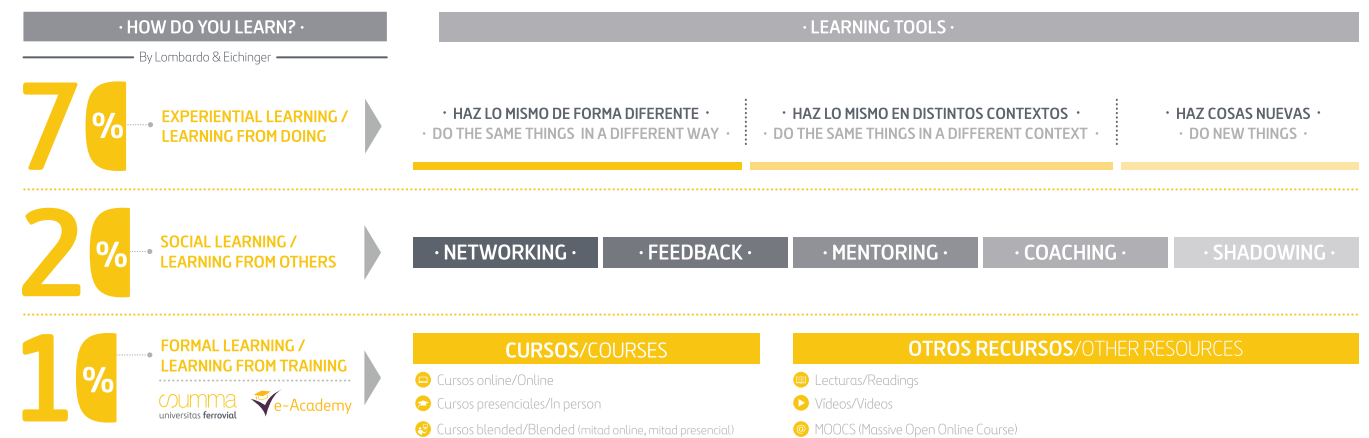 · HOW DO YOU LEARN? ·
· LEARNING TOOLS ·
By Lombardo & Eichinger
70%
EXPERIENTIAL LEARNING /
LEARNING FROM DOING
· HAZ LO MISMO DE FORMA DIFERENTE ·
· DO THE SAME THINGS IN A DIFFERENT WAY ·
· HAZ LO MISMO EN DISTINTOS CONTEXTOS ·
· DO THE SAME THINGS IN A DIFFERENT CONTEXT ·
· HAZ COSAS NUEVAS ·
· DO NEW THINGS ·
20%
SOCIAL LEARNING /
LEARNING FROM OTHERS
· NETWORKING ·
· FEEDBACK ·
· MENTORING ·
· COACHING ·
· SHADOWING ·
10%
FORMAL LEARNING /
LEARNING FROM TRAINING
summa
universitas ferrovial
e-Academy
CURSOS/COURSES
Cursos online/Online
Cursos presenciales/In person
Cursos blended/Blended (mitad online, mitad presencial)
OTROS RECURSOS/OTHER RESOURCES
Lecturas/Readings
Vídeos/Videos
@ MOOCS (Massive Open Online Course)